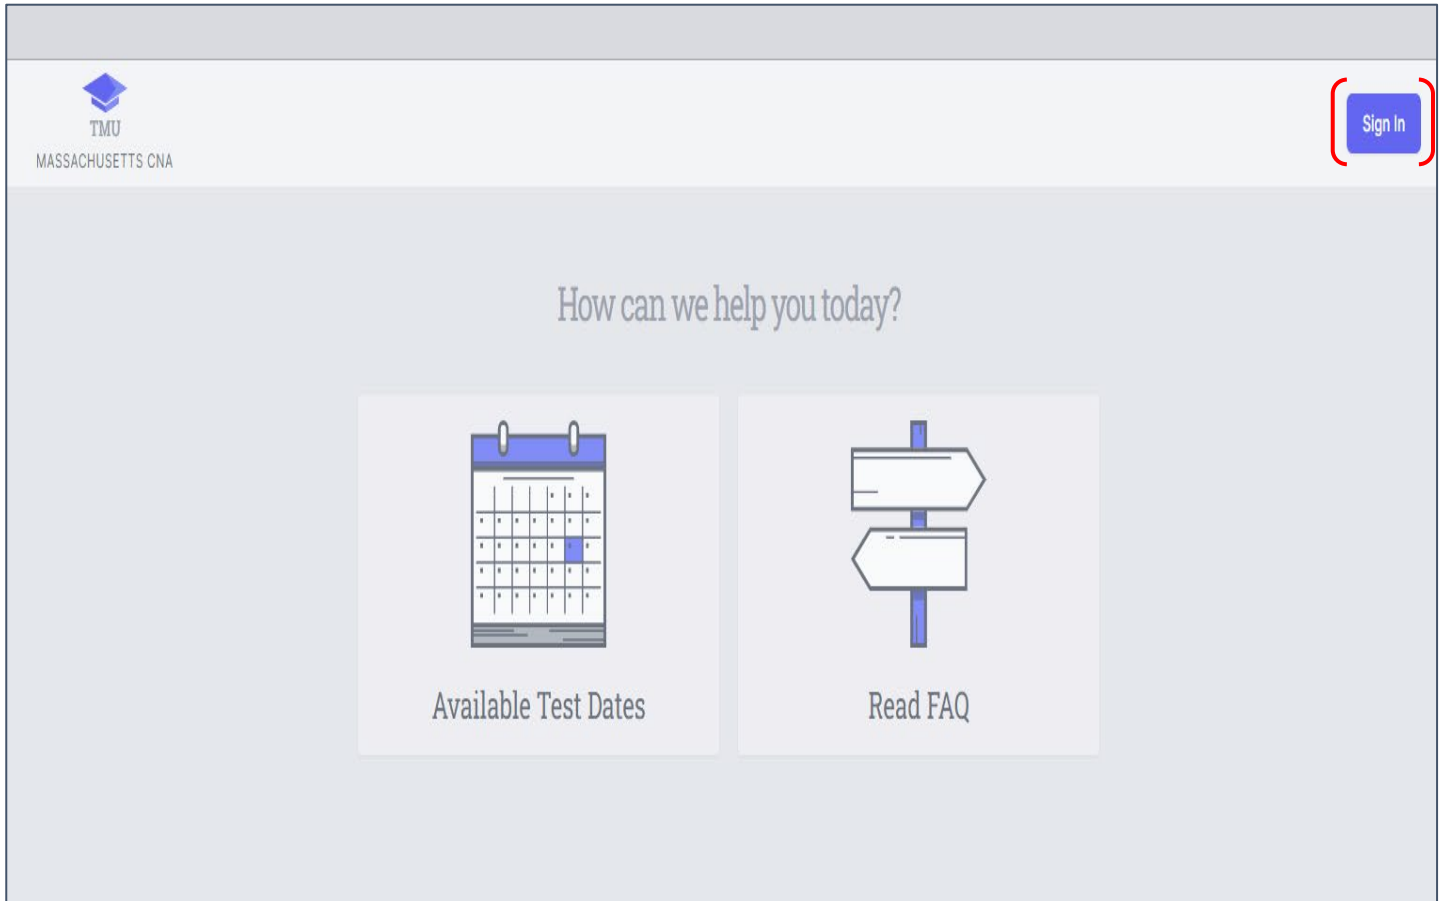 TMU
MASSACHUSETTS CNA
Sign In
How can we help you today?
Available Test Dates
Read FAQ